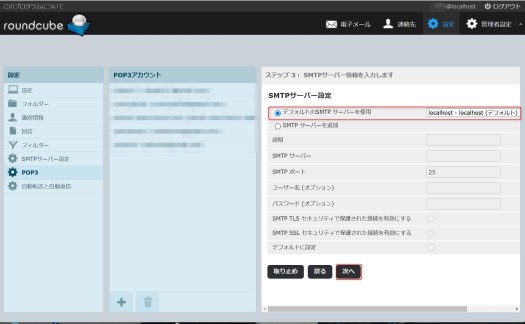 このプログラムについて
@localhost ログアウト
roundcube
電子メール 連絡先 設定 管理者設定
設定
設定
フォルダー
識別情報
回答
フィルター
SMTPサーバー設定
POP3
自動転送と自動返信
POP3アカウント
ステップ 3: SMTPサーバー情報を入力します
SMTPサーバー設定
デフォルトのSMTP サーバーを使用 localhost - localhost (デフォルト)
SMTP サーバーを追加
説明
SMTP サーバー
SMTP ポート 25
ユーザー名 (オプション)
パスワード (オプション)
SMTP TLS セキュリティで保護された接続を有効にする
SMTP SSL セキュリティで保護された接続を有効にする
デフォルトに設定
取り止め 戻る 次へ